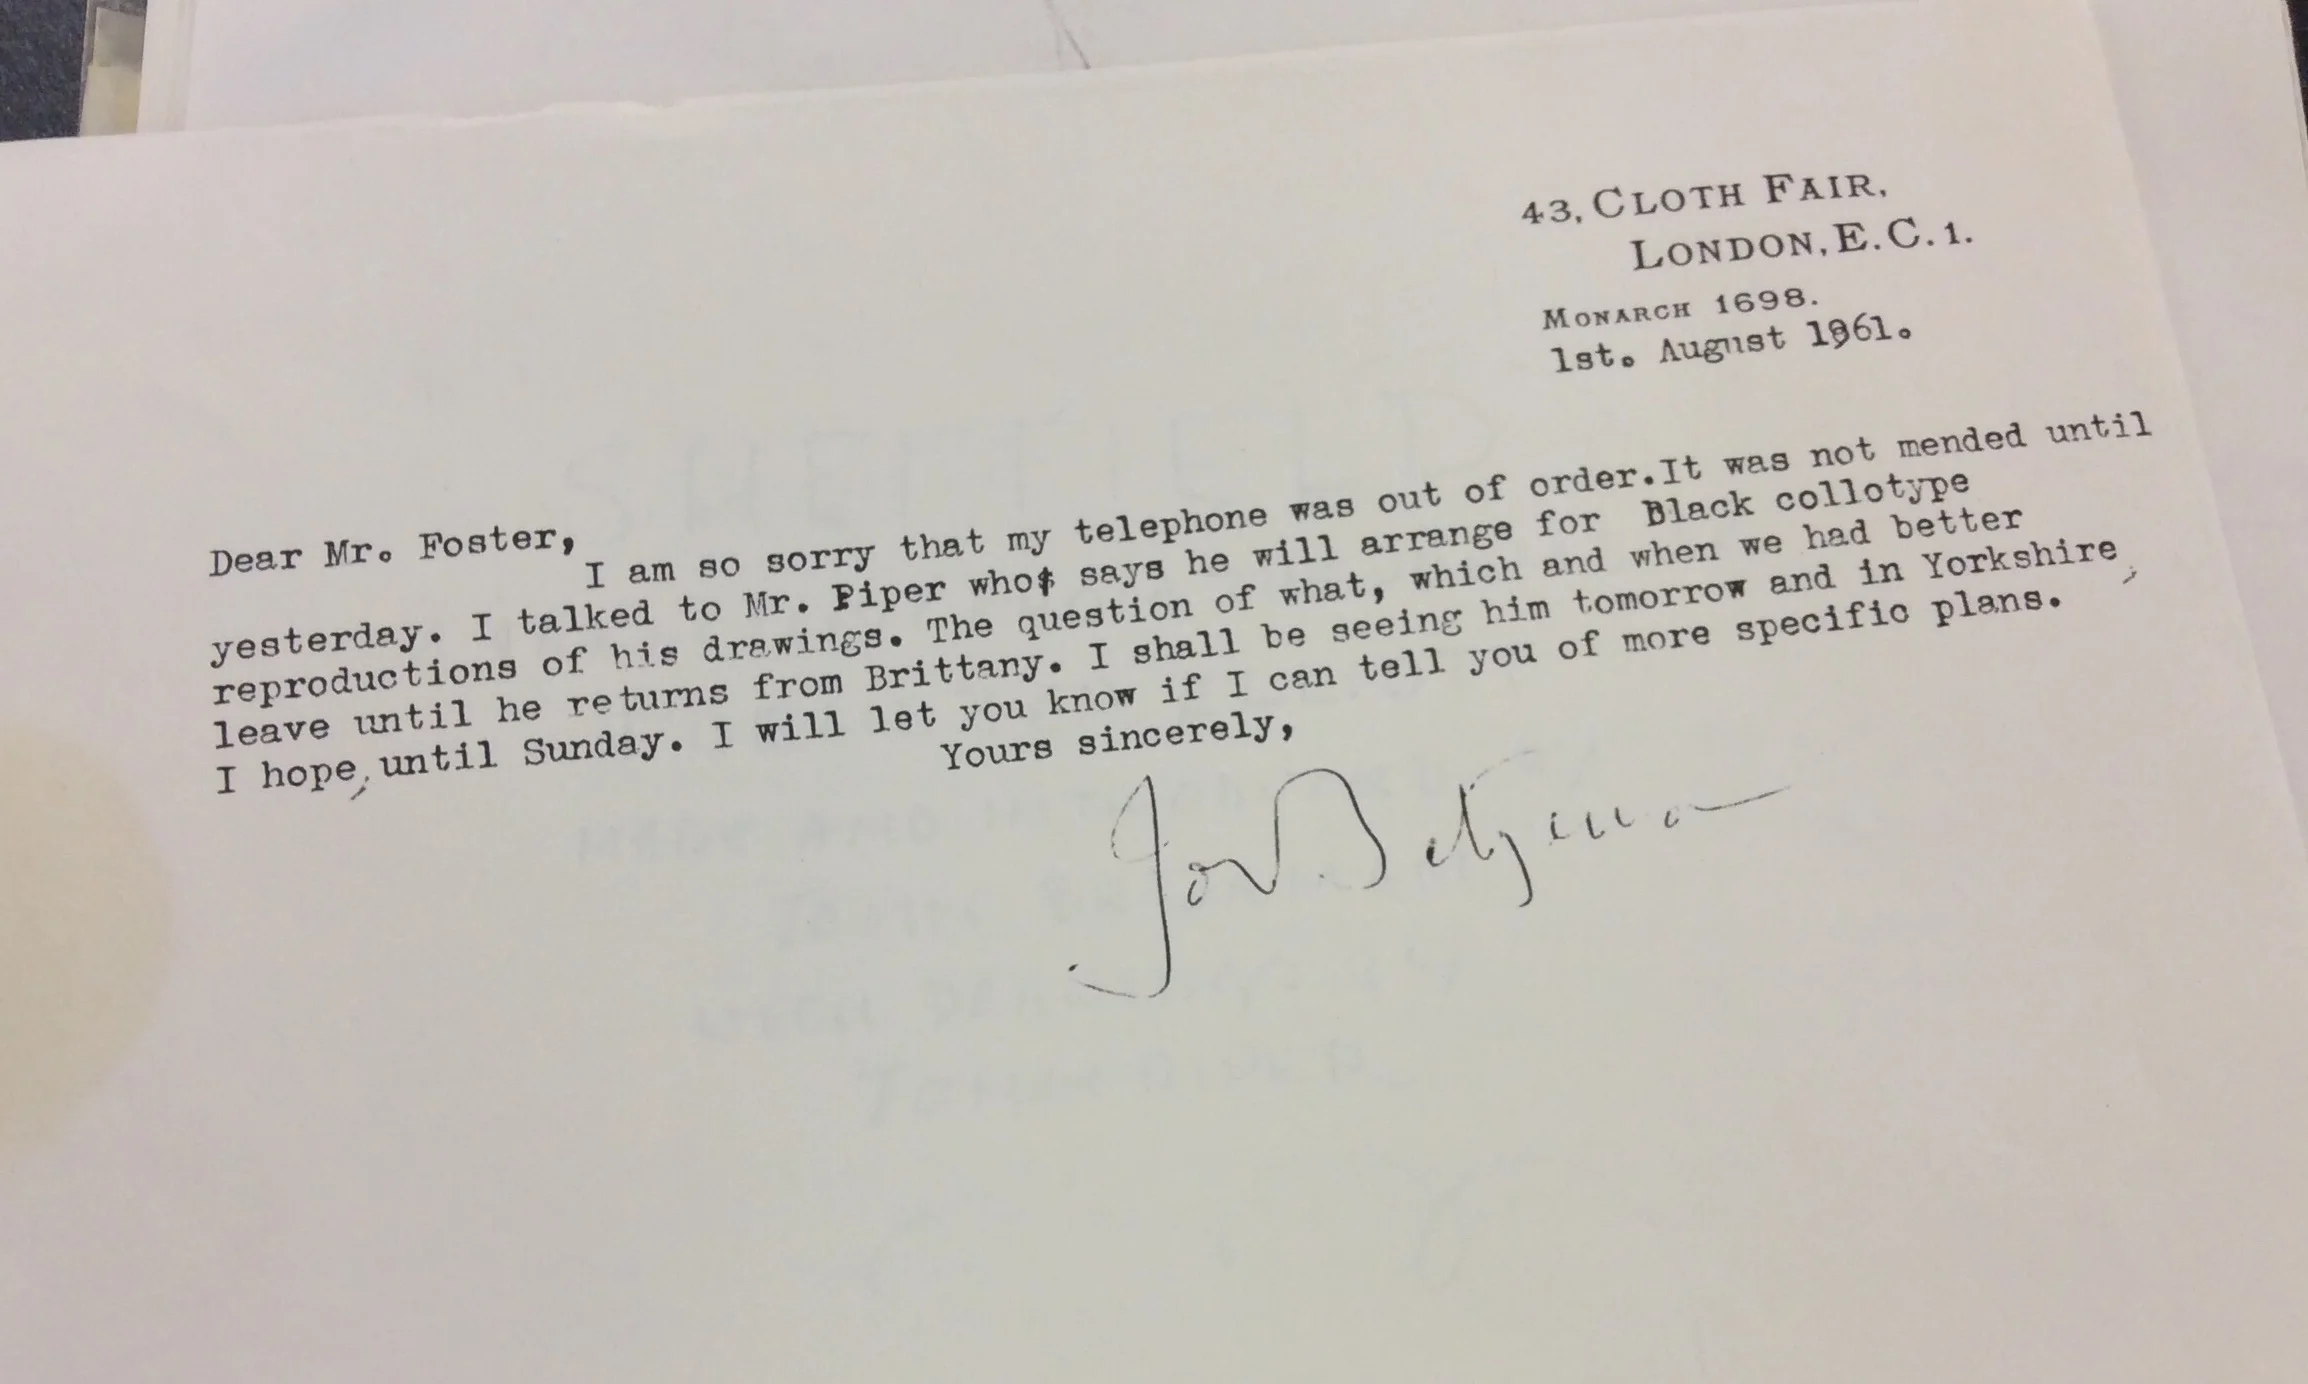 43, CLOTH FAIR,
LONDON, E.C.1.
MONARCH 1698.
1st. August 1961.
Dear Mr. Foster,
I am so sorry that my telephone was out of order.It was not mended until
yesterday. I talked to Mr. Piper who$ says he will arrange for Black collotype
reproductions of his drawings. The question of what, which and when we had better
leave until he returns from Brittany. I shall be seeing him tomorrow and in Yorkshire,
I hope, until Sunday. I will let you know if I can tell you of more specific plans.
Yours sincerely,
John Betjeman